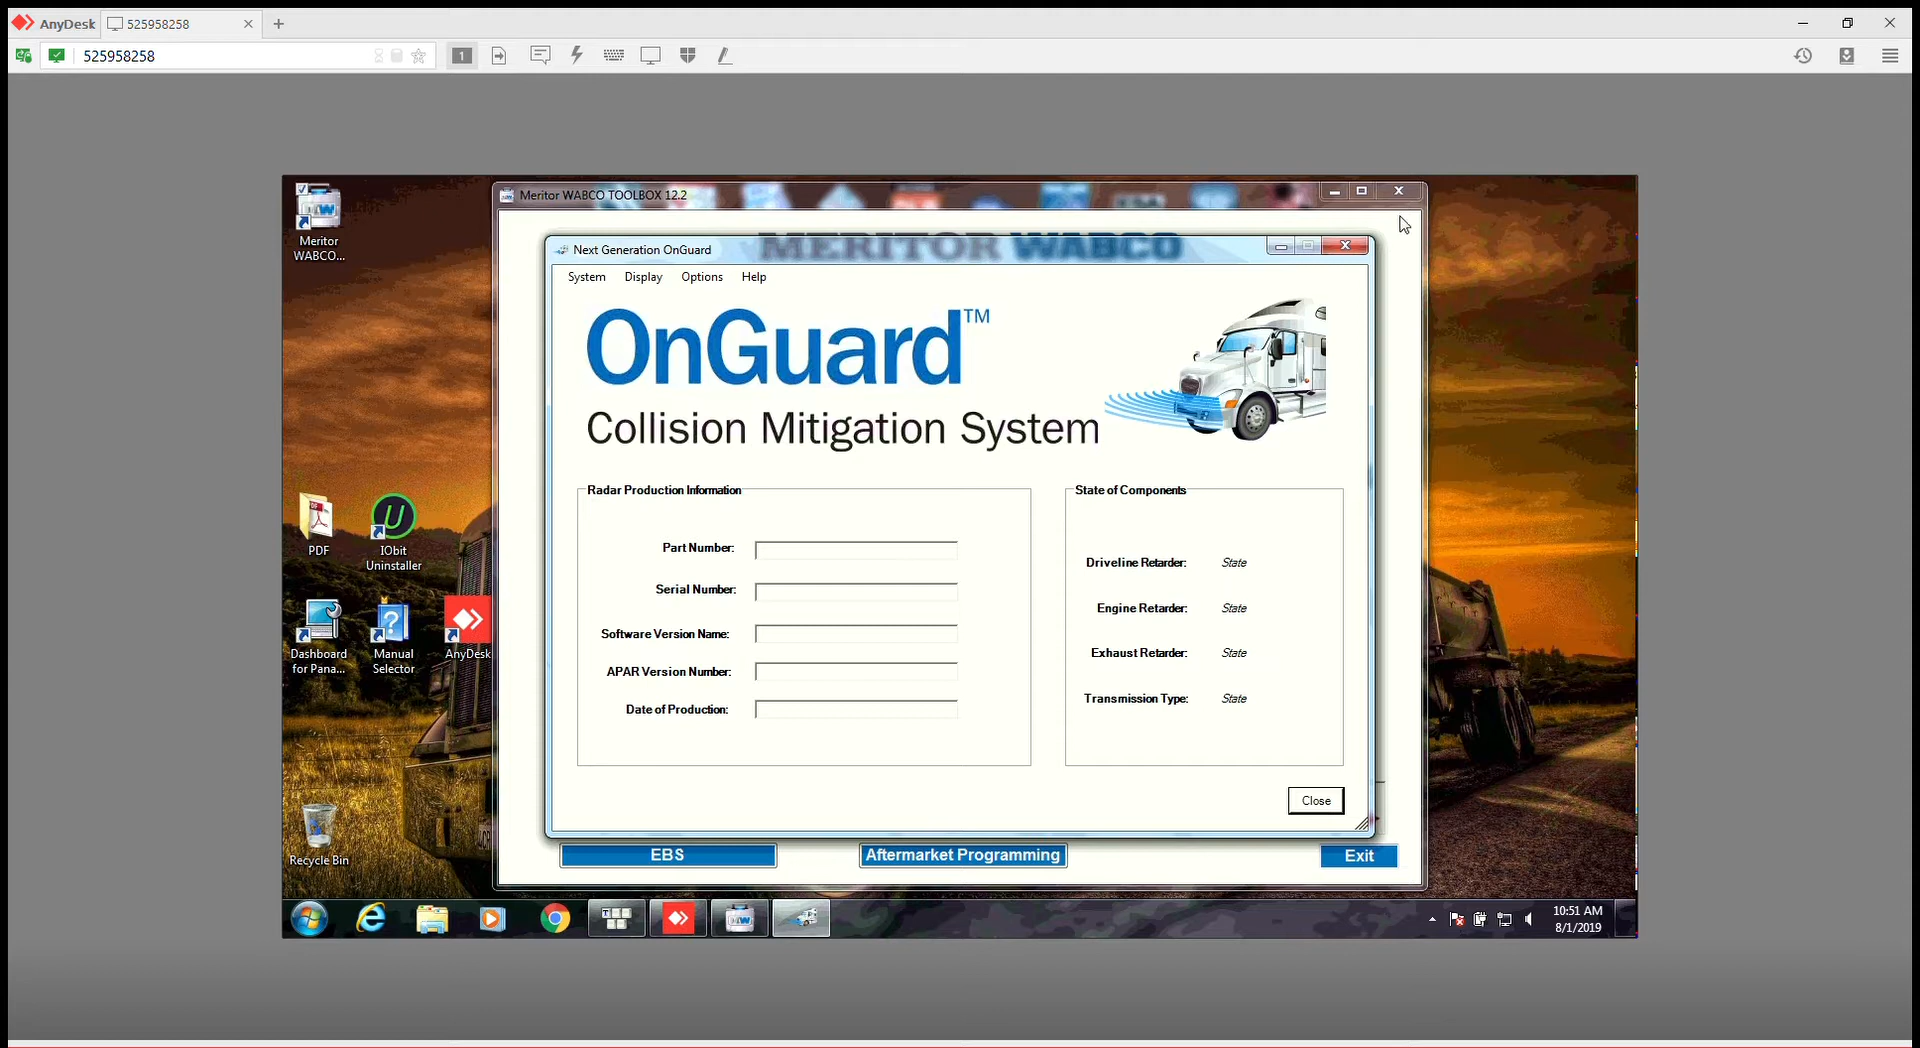 AnyDesk
525958258
525958258
1
Meritor WABCO TOOLBOX 12.2
MERITOR WABCO
Next Generation OnGuard
System Display Options Help
OnGuard™
Collision Mitigation System
Radar Production Information
Part Number:
Serial Number:
Software Version Name:
APAR Version Number:
Date of Production:
State of Components
Driveline Retarder: State
Engine Retarder: State
Exhaust Retarder: State
Transmission Type: State
Close
EBS
Aftermarket Programming
Exit
Meritor
WABCO...
PDF
IObit
Uninstaller
Dashboard
for Pana...
Manual
Selector
AnyDesk
Recycle Bin
10:51 AM
8/1/2019